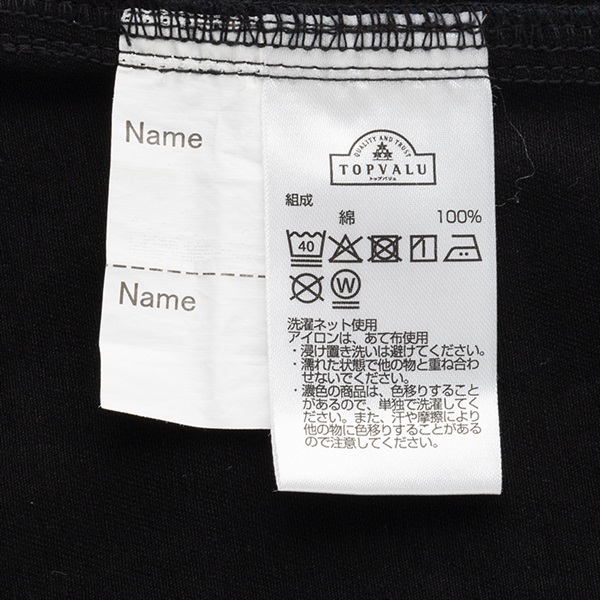 Name
Name
QUALITY AND TRUST
TOPVALU
トップバリュ
組成
綿 100%
40
W
洗濯ネット使用
アイロンは、あて布使用
・浸け置き洗いは避けてください。
・濡れた状態で他の物と重ね合わ
せないでください。
・濃色の商品は、色移りすること
があるので、単独で洗濯してく
ださい。また、汗や摩擦により
他の物に色移りすることがある
ので注意してください。